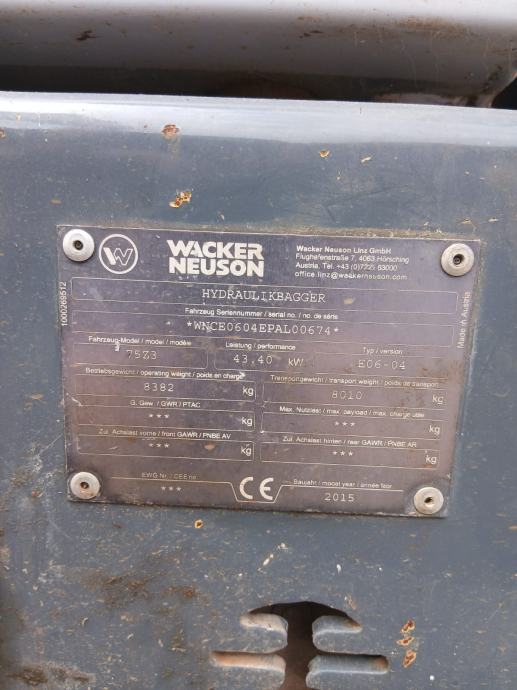 WACKER
NEUSON
Wacker Neuson Linz GmbH
Flughafenstraße 7, 4063 Hörsching
Austria, Tel. +43 (0)7221 63000
office.linz@wackerneuson.com
HYDRAULIKBAGGER
Fahrzeug Seriennummer / serial no. / no. de série
*WNCE0604EPAL00674*
Fahrzeug-Model / model / modèle
75Z3
Leistung / performance
43,40 kW
Typ / version
E06-04
Betriebsgewicht / operating weight / poids en charge
8382 kg
Transportgewicht / transport weight / poids de transport
8010 kg
G. Gew. / GWR / PTAC
*** kg
Max. Nutzlast / max. payload / max. charge utile
*** kg
Zul. Achslast vorne / front GAWR / PNBE AV
*** kg
Zul. Achslast hinten / rear GAWR / PNBE AR
*** kg
EWG Nr. / CEE no
***
CE
Baujahr / model year / année fabr
2015
1000269512
Made in Austria